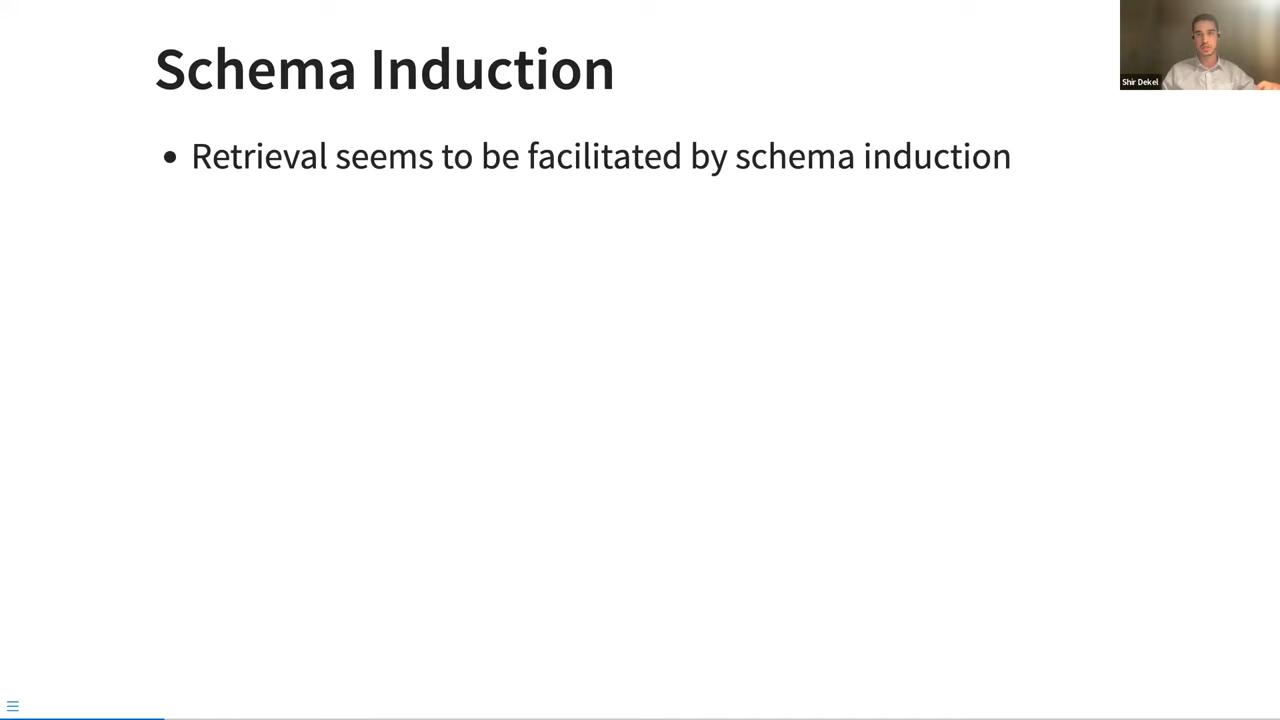 Schema Induction
• Retrieval seems to be facilitated by schema induction
Shir Dekel